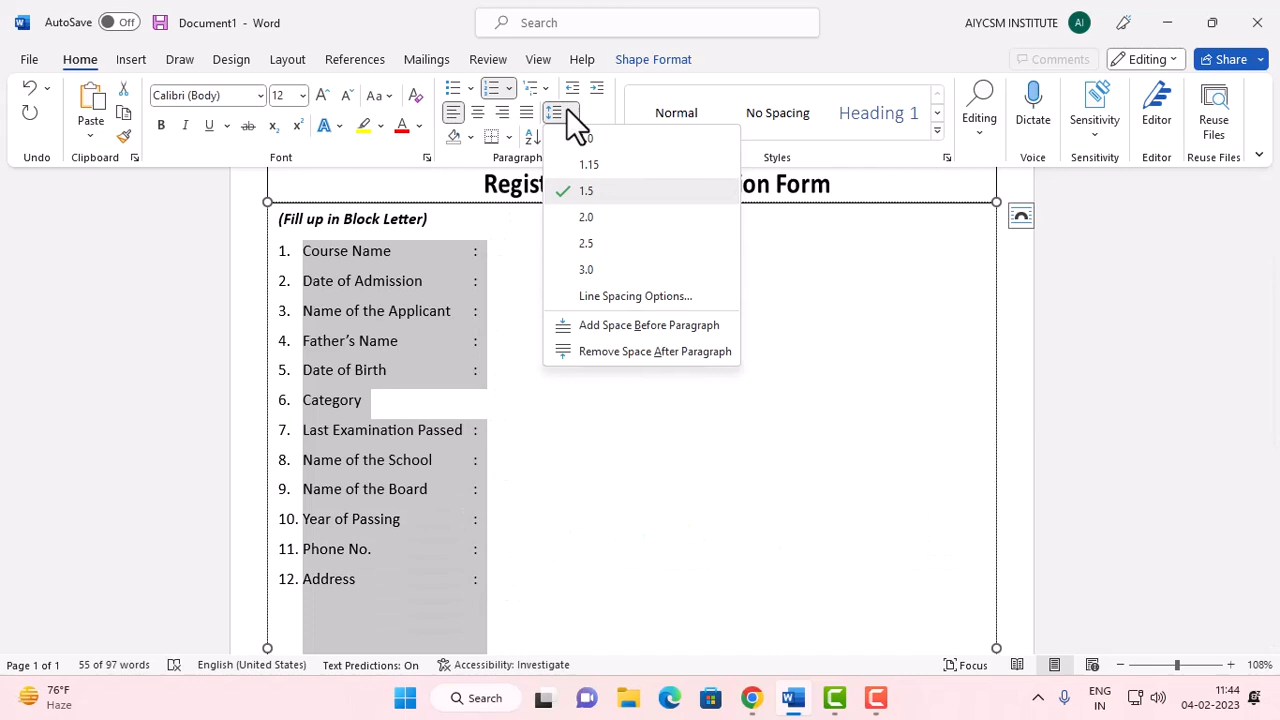 AutoSave Off Document1 - Word Search AIYCSM INSTITUTE AI
File Home Insert Draw Design Layout References Mailings Review View Help Shape Format Comments Editing Share
Calibri (Body) 12
Paste
Normal No Spacing Heading 1
Editing Dictate Sensitivity Editor Reuse Files
Undo Clipboard Font Paragraph Styles Voice Sensitivity Editor Reuse Files
1.15
1.5
2.0
2.5
3.0
Line Spacing Options...
Add Space Before Paragraph
Remove Space After Paragraph
Form
(Fill up in Block Letter)
1. Course Name :
2. Date of Admission :
3. Name of the Applicant :
4. Father’s Name :
5. Date of Birth :
6. Category
7. Last Examination Passed :
8. Name of the School :
9. Name of the Board :
10. Year of Passing :
11. Phone No. :
12. Address :
Page 1 of 1 55 of 97 words English (United States) Text Predictions: On Accessibility: Investigate Focus 108%
76°F
Haze
Search
ENG
IN
11:44
04-02-2023